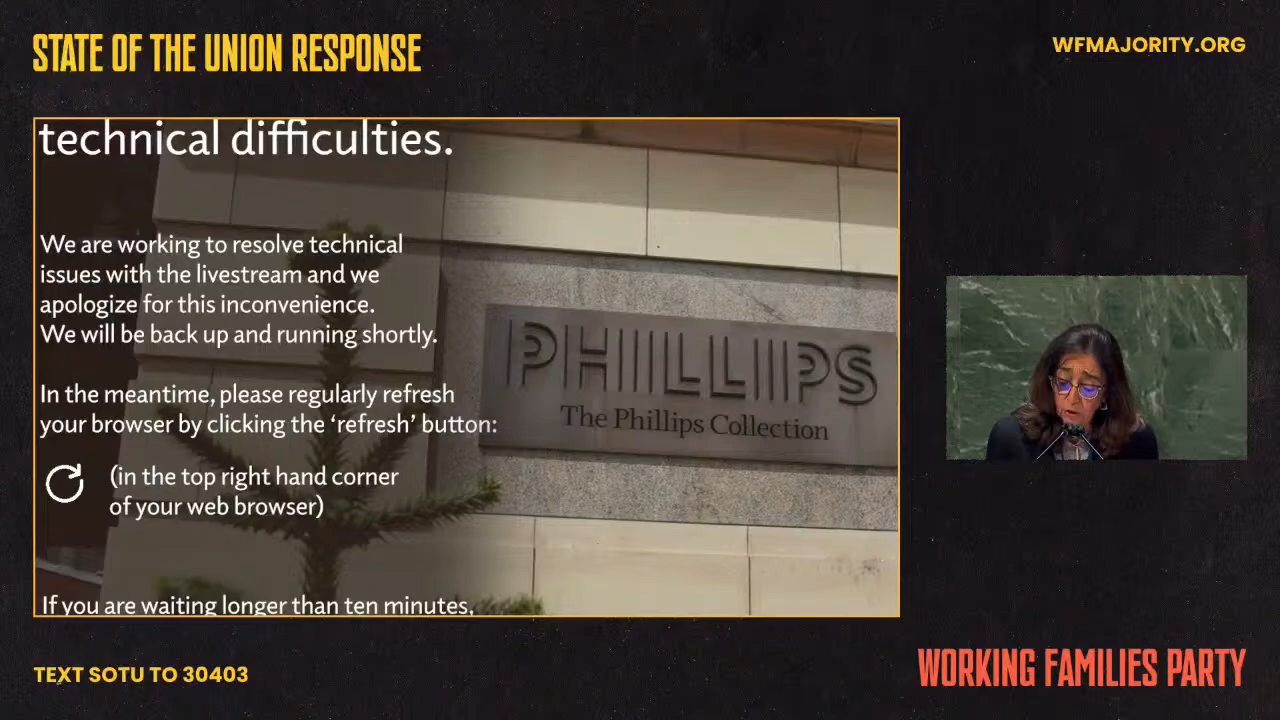 STATE OF THE UNION RESPONSE
WFMAJORITY.ORG
technical difficulties.
We are working to resolve technical
issues with the livestream and we
apologize for this inconvenience.
We will be back up and running shortly.
In the meantime, please regularly refresh
your browser by clicking the ‘refresh’ button:
(in the top right hand corner
of your web browser)
If you are waiting longer than ten minutes,
PHILLIPS
The Phillips Collection
TEXT SOTU TO 30403
WORKING FAMILIES PARTY